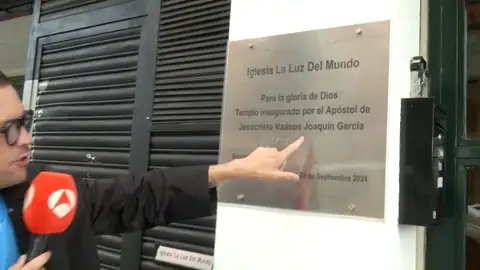 Iglesia La Luz Del Mundo
Para la gloria de Dios
Templo inaugurado por el Apóstol de
Jesucristo Naasón Joaquín García
de Septiembre 2024
Iglesia La Luz Del Mundo